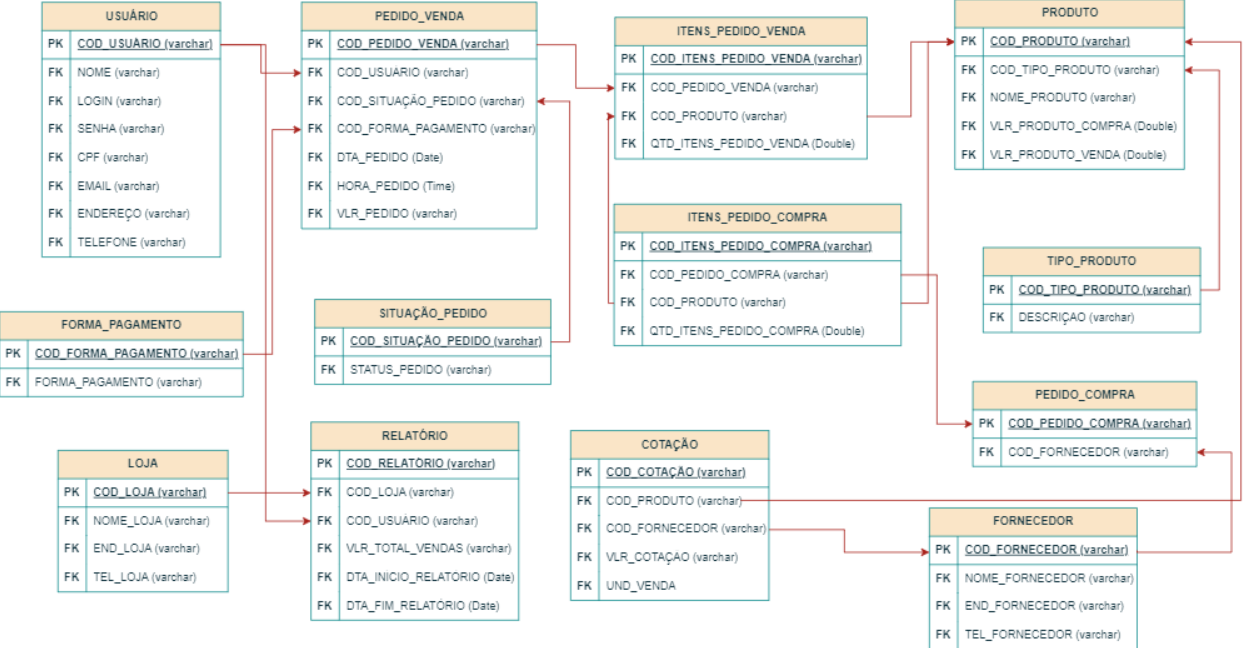 USUÁRIO
PK COD_USUÁRIO (varchar)
FK NOME (varchar)
FK LOGIN (varchar)
FK SENHA (varchar)
FK CPF (varchar)
FK EMAIL (varchar)
FK ENDEREÇO (varchar)
FK TELEFONE (varchar)
PEDIDO_VENDA
PK COD_PEDIDO_VENDA (varchar)
FK COD_USUARIO (varchar)
FK COD_SITUAÇÃO_PEDIDO (varchar)
FK COD_FORMA_PAGAMENTO (varchar)
FK DTA_PEDIDO (Date)
FK HORA_PEDIDO (Time)
FK VLR_PEDIDO (varchar)
ITENS_PEDIDO_VENDA
PK COD_ITENS_PEDIDO_VENDA (varchar)
FK COD_PEDIDO_VENDA (varchar)
FK COD_PRODUTO (varchar)
FK QTD_ITENS_PEDIDO_VENDA (Double)
PRODUTO
PK COD_PRODUTO (varchar)
FK COD_TIPO_PRODUTO (varchar)
FK NOME_PRODUTO (varchar)
FK VLR_PRODUTO_COMPRA (Double)
FK VLR_PRODUTO_VENDA (Double)
ITENS_PEDIDO_COMPRA
PK COD_ITENS_PEDIDO_COMPRA (varchar)
FK COD_PEDIDO_COMPRA (varchar)
FK COD_PRODUTO (varchar)
FK QTD_ITENS_PEDIDO_COMPRA (Double)
TIPO_PRODUTO
PK COD_TIPO_PRODUTO (varchar)
FK DESCRIÇAO (varchar)
FORMA_PAGAMENTO
PK COD_FORMA_PAGAMENTO (varchar)
FK FORMA_PAGAMENTO (varchar)
SITUAÇÃO_PEDIDO
PK COD_SITUAÇÃO_PEDIDO (varchar)
FK STATUS_PEDIDO (varchar)
PEDIDO_COMPRA
PK COD_PEDIDO_COMPRA (varchar)
FK COD_FORNECEDOR (varchar)
LOJA
PK COD_LOJA (varchar)
FK NOME_LOJA (varchar)
FK END_LOJA (varchar)
FK TEL_LOJA (varchar)
RELATÓRIO
PK COD_RELATÓRIO (varchar)
FK COD_LOJA (varchar)
FK COD_USUÁRIO (varchar)
FK VLR_TOTAL_VENDAS (varchar)
FK DTA_INICIO_RELATORIO (Date)
FK DTA_FIM_RELATÓRIO (Date)
COTAÇÃO
PK COD_COTAÇÃO (varchar)
FK COD_PRODUTO (varchar)
FK COD_FORNECEDOR (varchar)
FK VLR_COTAÇAO (varchar)
FK UND_VENDA
FORNECEDOR
PK COD_FORNECEDOR (varchar)
FK NOME_FORNECEDOR (varchar)
FK END_FORNECEDOR (varchar)
FK TEL_FORNECEDOR (varchar)